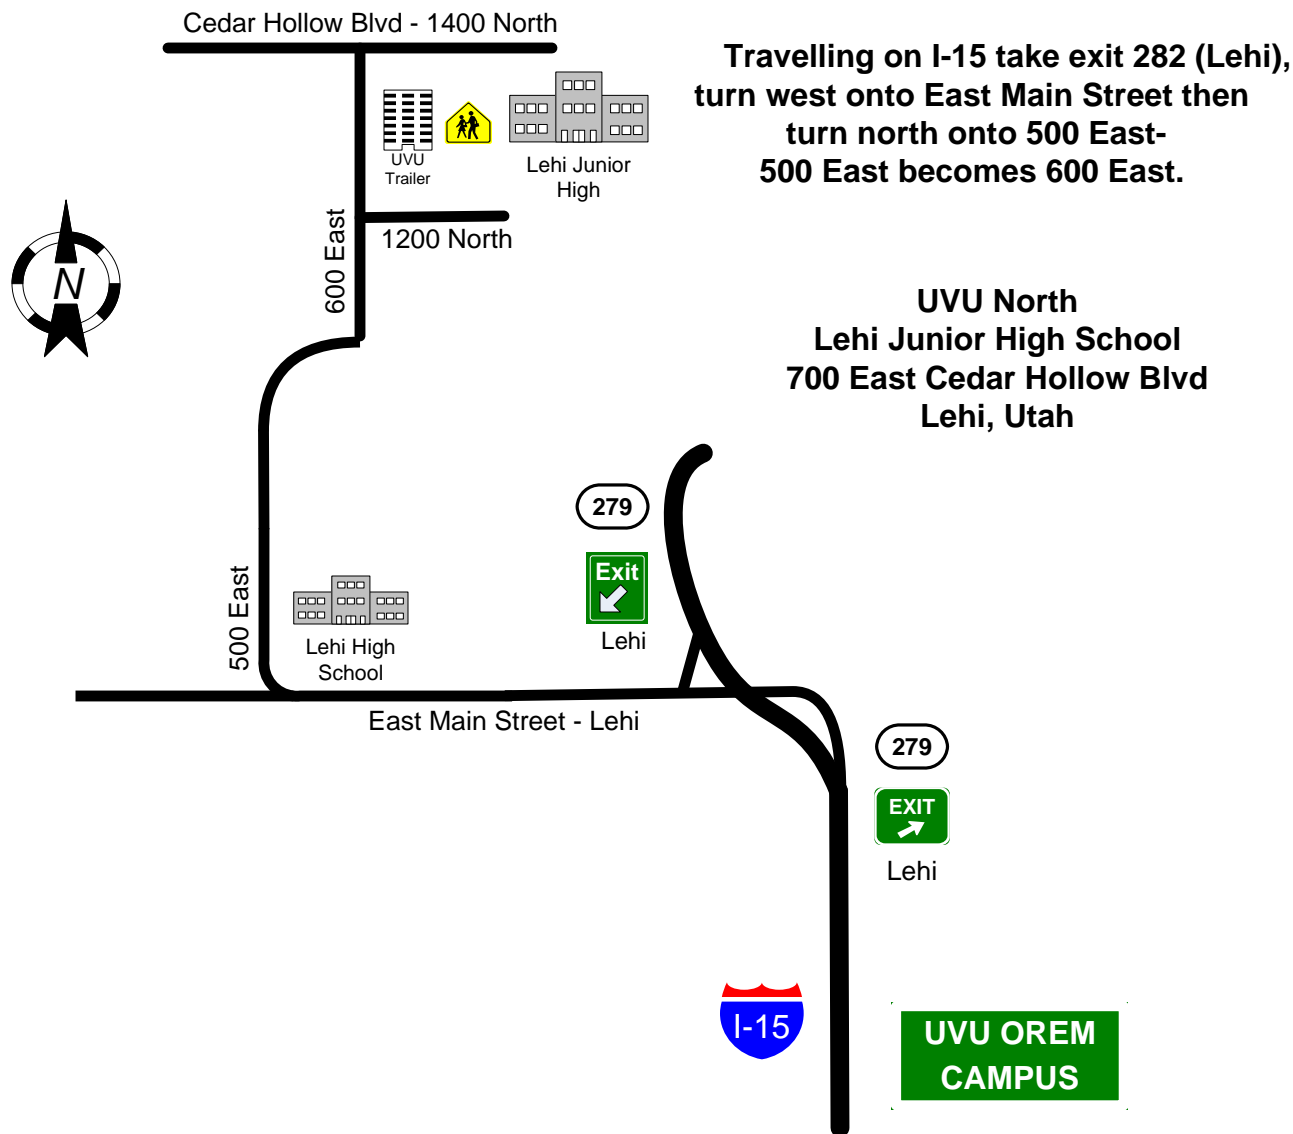 Cedar Hollow Blvd - 1400 North
Travelling on I-15 take exit 282 (Lehi),
turn west onto East Main Street then
turn north onto 500 East-
500 East becomes 600 East.
UVU
Trailer
Lehi Junior
High
600 East
1200 North
N
UVU North
Lehi Junior High School
700 East Cedar Hollow Blvd
Lehi, Utah
279
Exit
Lehi
500 East
Lehi High
School
East Main Street - Lehi
279
EXIT
Lehi
I-15
UVU OREM
CAMPUS